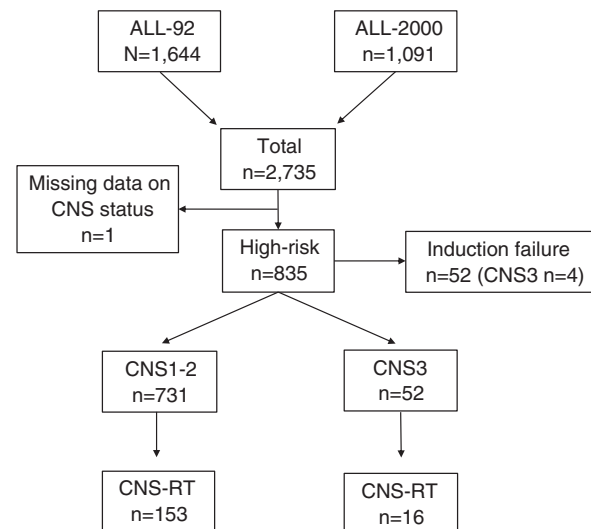 ALL-92
N=1,644
ALL-2000
n=1,091
Total
n=2,735
Missing data on
CNS status
n=1
High-risk
n=835
Induction failure
n=52 (CNS3 n=4)
CNS1-2
n=731
CNS3
n=52
CNS-RT
n=153
CNS-RT
n=16